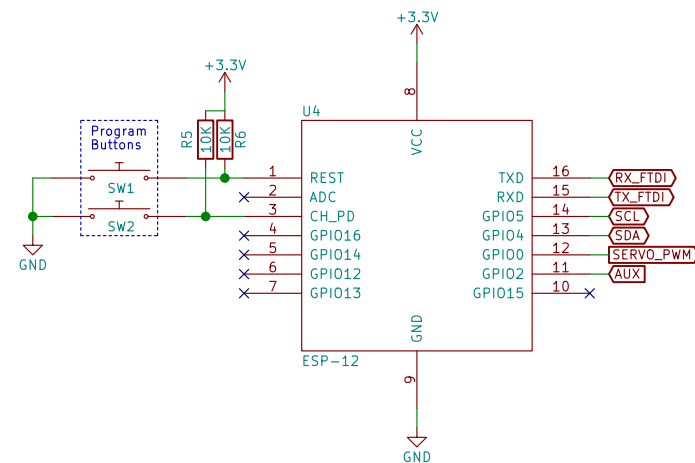 +3.3V
+3.3V
U4
Program
Buttons
R5
10K
10K
R6
8
VCC
SW1
SW2
GND
1
REST
2
ADC
3
CH_PD
4
GPIO16
5
GPIO14
6
GPIO12
7
GPIO13
TXD
16
RX_FTDI
RXD
15
TX_FTDI
GPIO5
14
SCL
GPIO4
13
SDA
GPIO0
12
SERVO_PWM
GPIO2
11
AUX
GPIO15
10
GND
9
ESP-12
GND